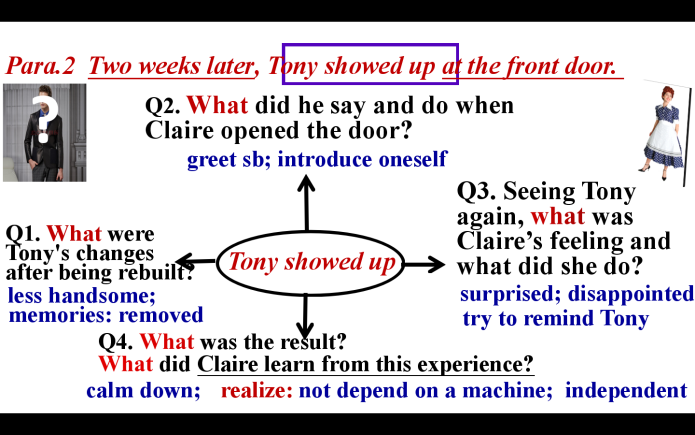 Para.2 Two weeks later, Tony showed up at the front door.
?
Q2. What did he say and do when
Claire opened the door?
greet sb; introduce oneself
Q3. Seeing Tony
again, what was
Claire's feeling and
what did she do?
surprised; disappointed
try to remind Tony
Q1. What were
Tony's changes
after being rebuilt?
less handsome;
memories: removed
Tony showed up
Q4. What was the result?
What did Claire learn from this experience?
calm down; realize: not depend on a machine; independent